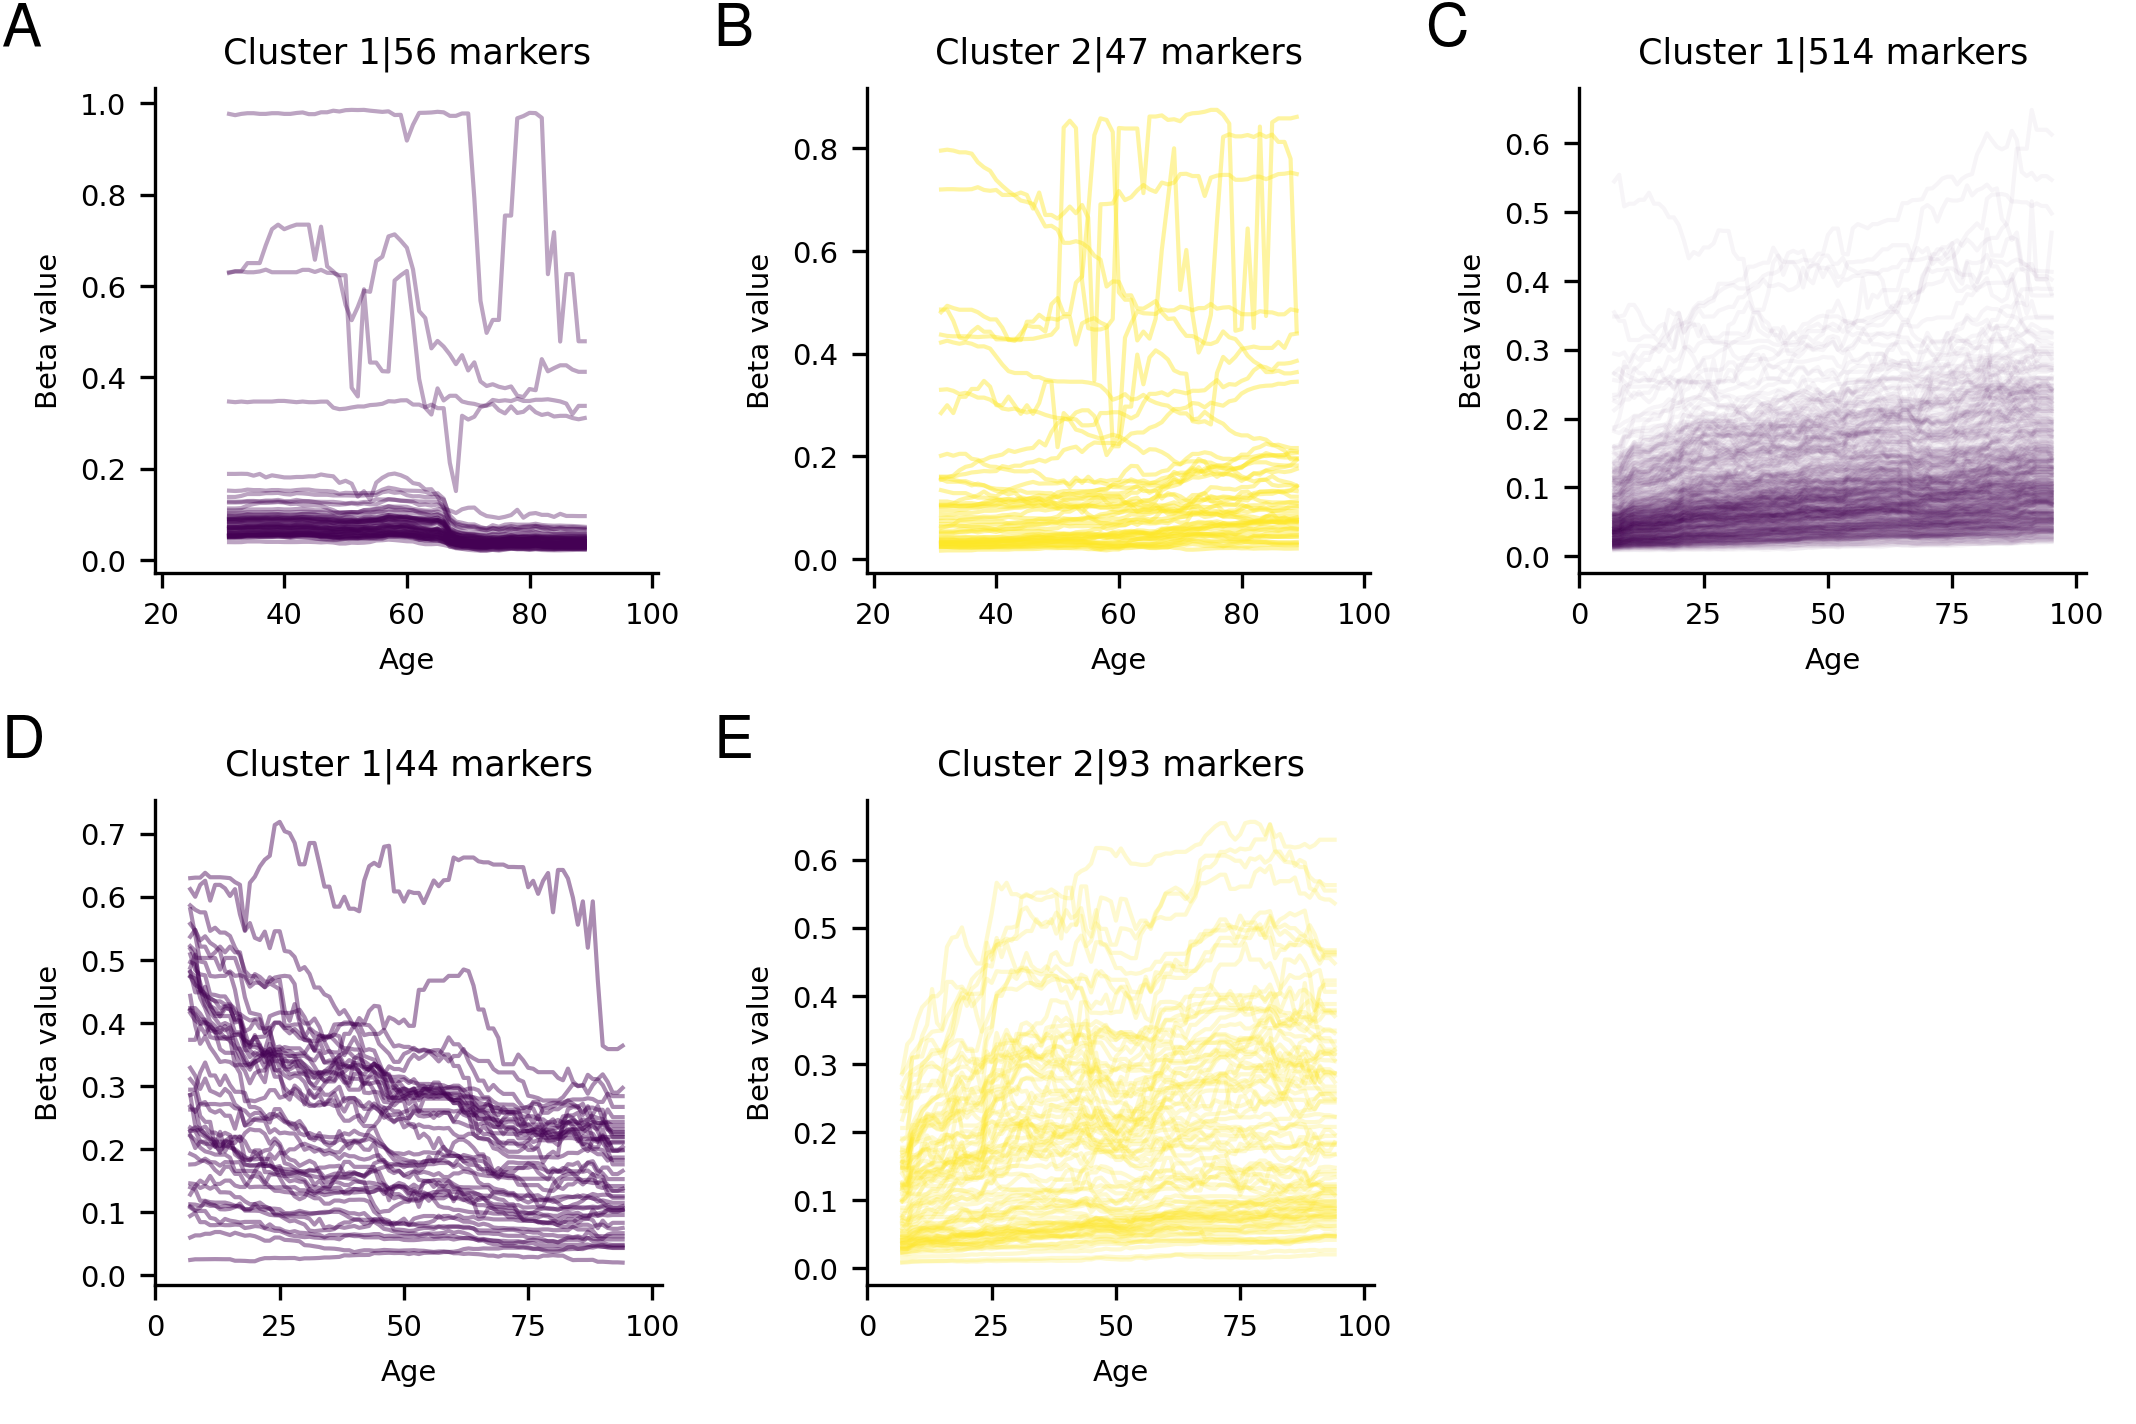 A
Cluster 1|56 markers
Beta value
1.0
0.8
0.6
0.4
0.2
0.0
20 40 60 80 100
Age
B
Cluster 2|47 markers
Beta value
0.8
0.6
0.4
0.2
0.0
20 40 60 80 100
Age
C
Cluster 1|514 markers
Beta value
0.6
0.5
0.4
0.3
0.2
0.1
0.0
0 25 50 75 100
Age
D
Cluster 1|44 markers
Beta value
0.7
0.6
0.5
0.4
0.3
0.2
0.1
0.0
0 25 50 75 100
Age
E
Cluster 2|93 markers
Beta value
0.6
0.5
0.4
0.3
0.2
0.1
0.0
0 25 50 75 100
Age